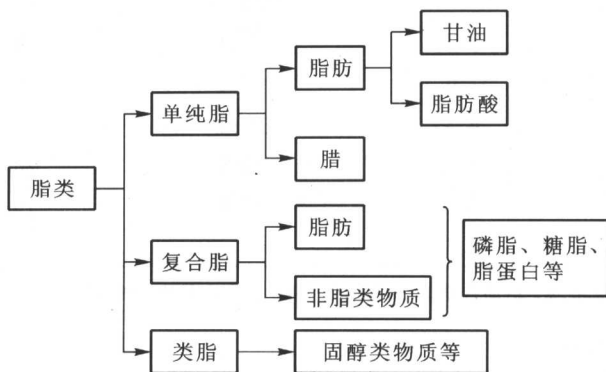 甘油
脂肪
脂肪酸
单纯脂
腊
脂类
脂肪
复合脂
非脂类物质
磷脂、糖脂、
脂蛋白等
类脂
固醇类物质等